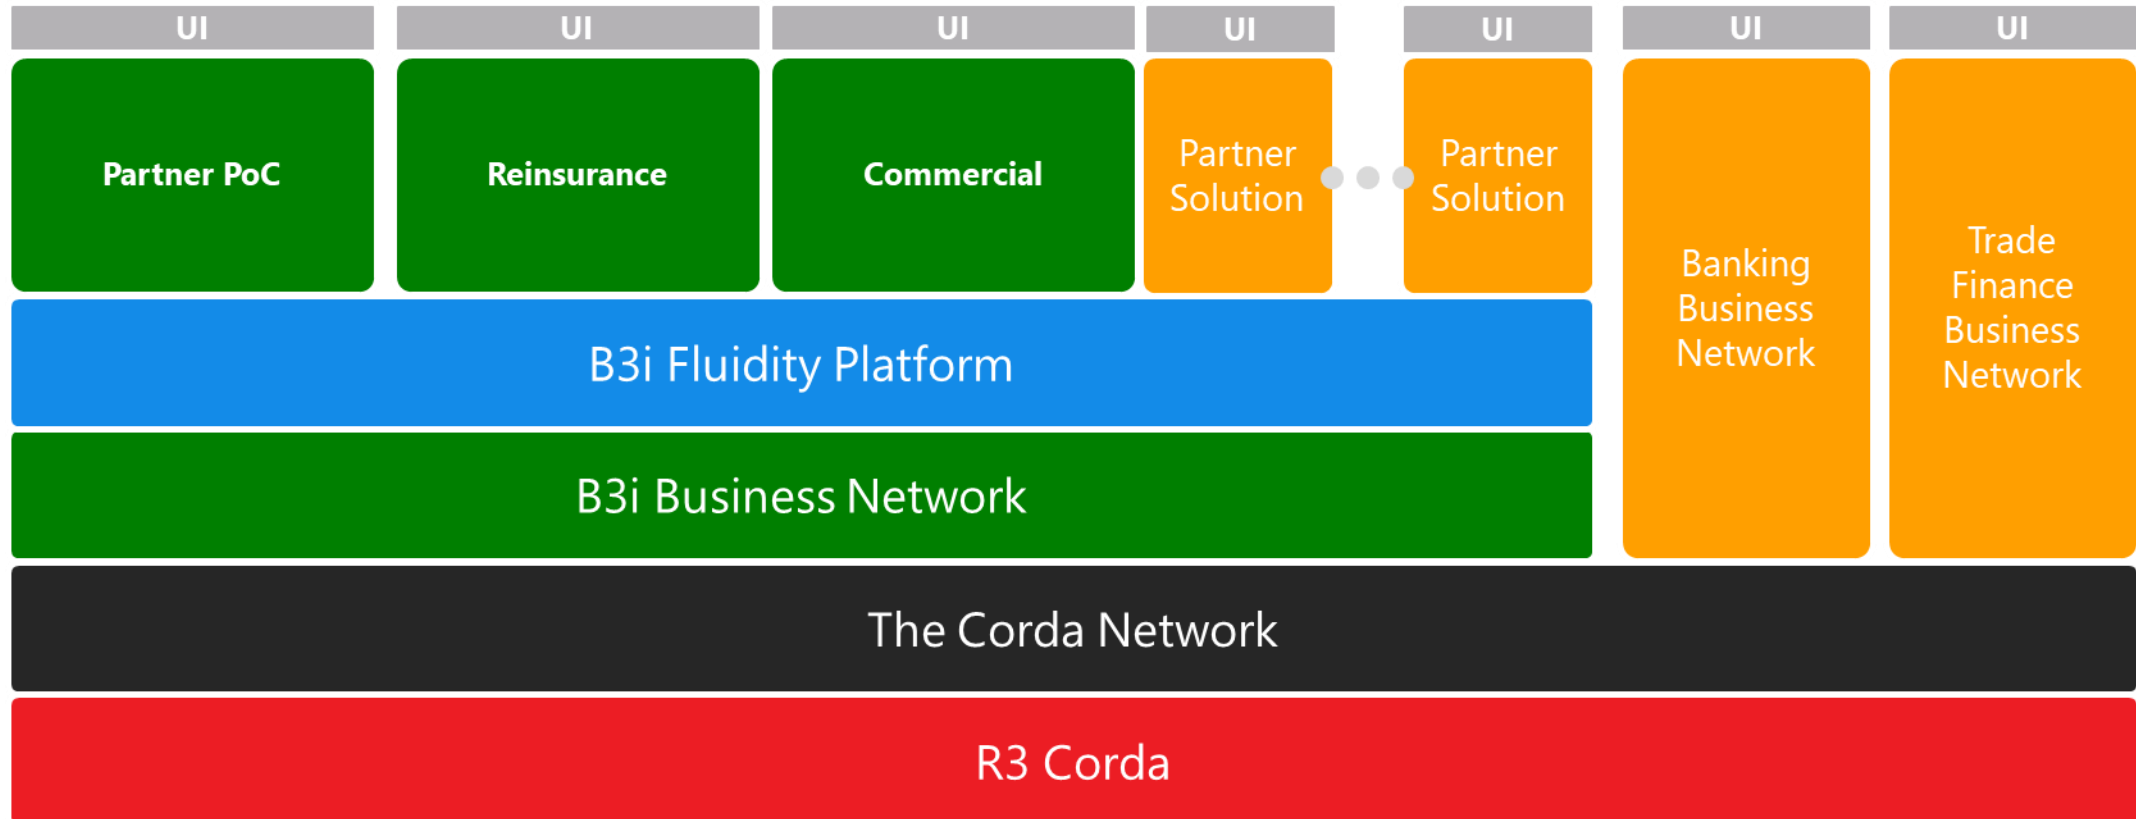 UI
UI
UI
UI
UI
UI
UI
Partner PoC
Reinsurance
Commercial
Partner
Solution
Partner
Solution
Banking
Business
Network
Trade
Finance
Business
Network
B3i Fluidity Platform
B3i Business Network
The Corda Network
R3 Corda